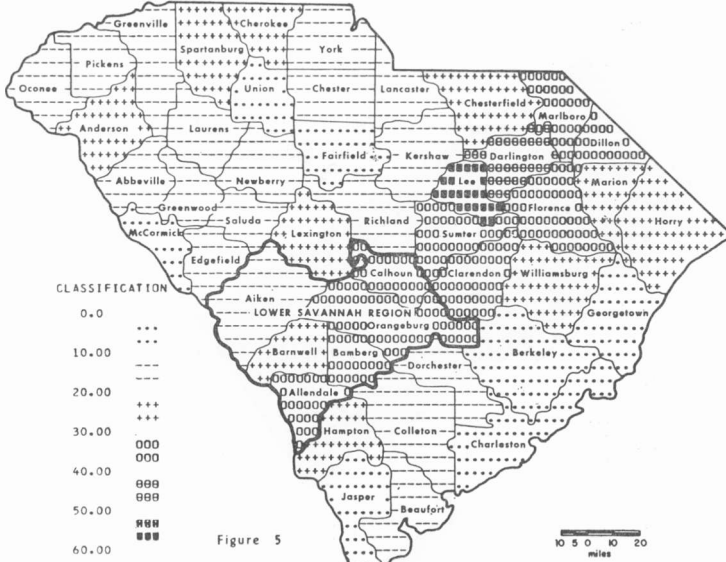 Greenville
Cherokee
Spartanburg
York
Pickens
Oconee
Union
Chester
Lancaster
Chesterfield
Marlboro
Anderson
Laurens
Dillon
Fairfield
Kershaw
Darlington
Abbeville
Newberry
Lee
Marion
Greenwood
Florence
Saluda
Richland
Horry
McCormick
Lexington
Sumter
Edgefield
Calhoun
Clarendon
Williamsburg
CLASSIFICATION
Aiken
Georgetown
0.0
LOWER SAVANNAH REGION
Orangeburg
10.00
Barnwell
Bamberg
Berkeley
Dorchester
20.00
Allendale
30.00
Hampton
Colleton
Charleston
40.00
Jasper
50.00
Beaufort
Figure 5
10 5 0 10 20
miles
60.00